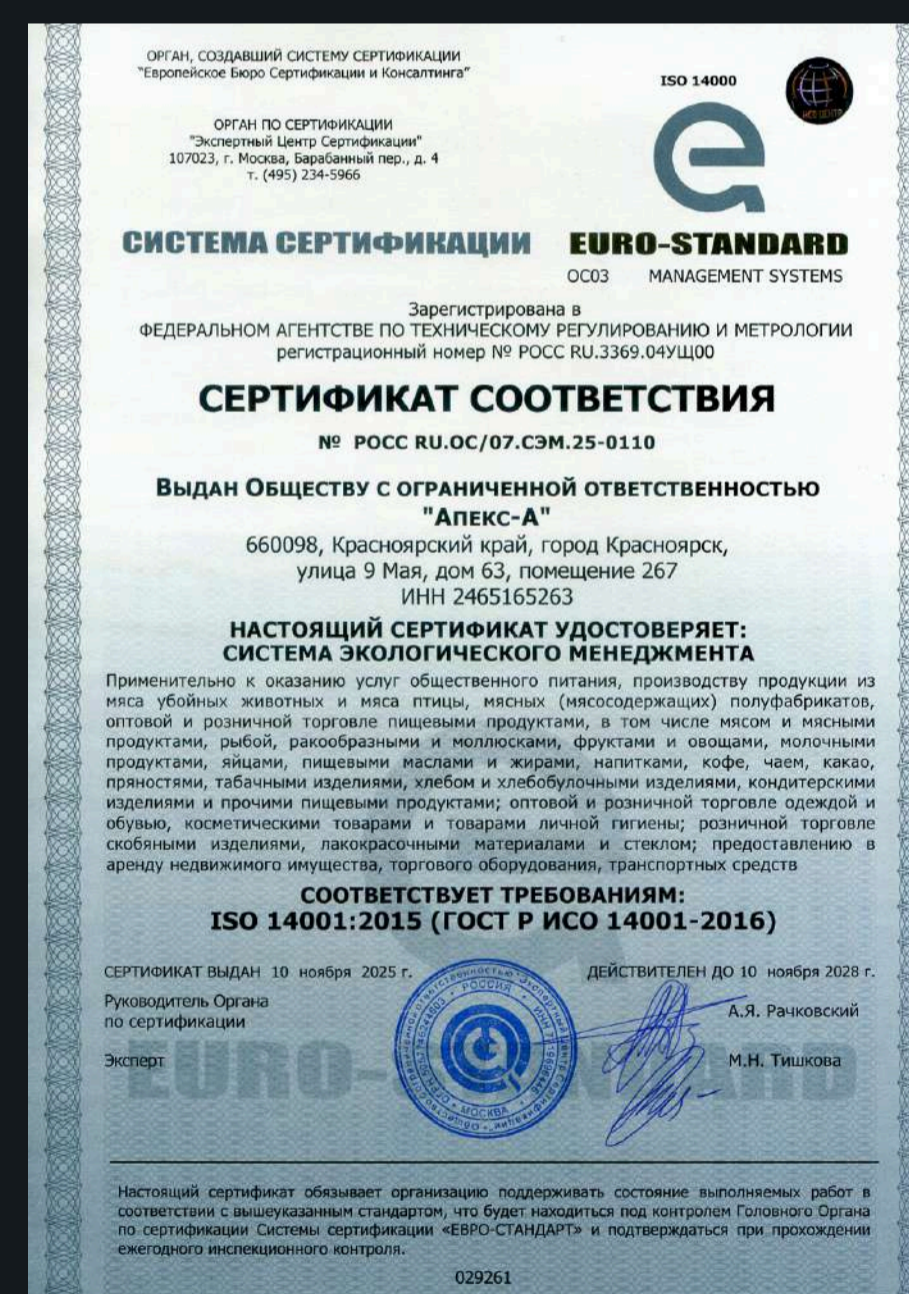 ОРГАН, СОЗДАВШИЙ СИСТЕМУ СЕРТИФИКАЦИИ
"Европейское Бюро Сертификации и Консалтинга"
ОРГАН ПО СЕРТИФИКАЦИИ
"Экспертный Центр Сертификации"
107023, г. Москва, Барабанный пер., д. 4
т. (495) 234-5966
ISO 14000
ИСО ЦЕНТР
СИСТЕМА СЕРТИФИКАЦИИ EURO-STANDARD
ОС03 MANAGEMENT SYSTEMS
Зарегистрирована в
ФЕДЕРАЛЬНОМ АГЕНТСТВЕ ПО ТЕХНИЧЕСКОМУ РЕГУЛИРОВАНИЮ И МЕТРОЛОГИИ
регистрационный номер № РОСС RU.3369.04УЩ00
СЕРТИФИКАТ СООТВЕТСТВИЯ
№ РОСС RU.ОС/07.СЭМ.25-0110
Выдан Обществу с ограниченной ответственностью
"Апекс-А"
660098, Красноярский край, город Красноярск,
улица 9 Мая, дом 63, помещение 267
ИНН 2465165263
НАСТОЯЩИЙ СЕРТИФИКАТ УДОСТОВЕРЯЕТ:
СИСТЕМА ЭКОЛОГИЧЕСКОГО МЕНЕДЖМЕНТА
Применительно к оказанию услуг общественного питания, производству продукции из
мяса убойных животных и мяса птицы, мясных (мясосодержащих) полуфабрикатов,
оптовой и розничной торговле пищевыми продуктами, в том числе мясом и мясными
продуктами, рыбой, ракообразными и моллюсками, фруктами и овощами, молочными
продуктами, яйцами, пищевыми маслами и жирами, напитками, кофе, чаем, какао,
пряностями, табачными изделиями, хлебом и хлебобулочными изделиями, кондитерскими
изделиями и прочими пищевыми продуктами; оптовой и розничной торговле одеждой и
обувью, косметическими товарами и товарами личной гигиены; розничной торговле
скобяными изделиями, лакокрасочными материалами и стеклом; предоставлению в
аренду недвижимого имущества, торгового оборудования, транспортных средств
СООТВЕТСТВУЕТ ТРЕБОВАНИЯМ:
ISO 14001:2015 (ГОСТ Р ИСО 14001-2016)
СЕРТИФИКАТ ВЫДАН 10 ноября 2025 г. ДЕЙСТВИТЕЛЕН ДО 10 ноября 2028 г.
Руководитель Органа
по сертификации
А.Я. Рачковский
Эксперт
М.Н. Тишкова
РОССИЯ
МОСКВА
EURO-STANDARD
Настоящий сертификат обязывает организацию поддерживать состояние выполняемых работ в
соответствии с вышеуказанным стандартом, что будет находиться под контролем Головного Органа
по сертификации Системы сертификации «ЕВРО-СТАНДАРТ» и подтверждаться при прохождении
ежегодного инспекционного контроля.
029261